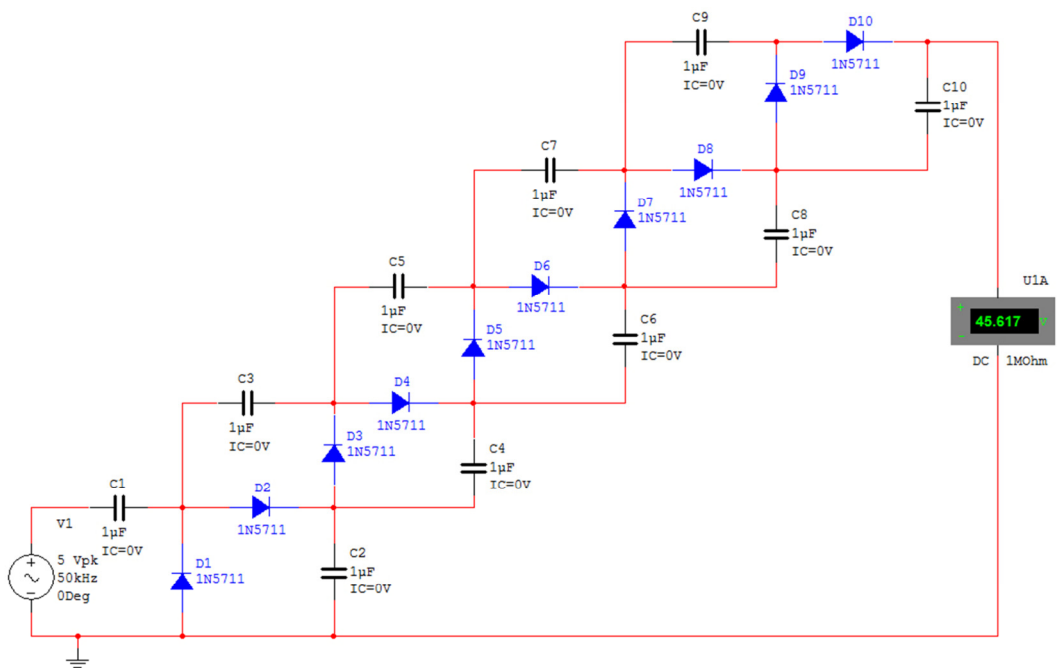 C9
1µF
IC=0V
D10
1N5711
D9
1N5711
C10
1µF
IC=0V
C7
1µF
IC=0V
D8
1N5711
D7
1N5711
C8
1µF
IC=0V
C5
1µF
IC=0V
D6
1N5711
D5
1N5711
C6
1µF
IC=0V
U1A
+
45.617
V
-
DC
1MOhm
C3
1µF
IC=0V
D4
1N5711
D3
1N5711
C4
1µF
IC=0V
C1
1µF
IC=0V
D2
1N5711
D1
1N5711
C2
1µF
IC=0V
V1
5 Vpk
50kHz
0Deg